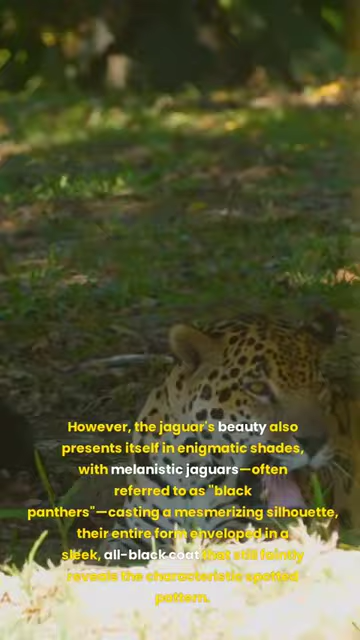 However, the jaguar's beauty also
presents itself in enigmatic shades,
with melanistic jaguars—often
referred to as "black
panthers"—casting a mesmerizing silhouette,
their entire form enveloped in a
sleek, all-black coat that still faintly
reveals the characteristic spotted
pattern.